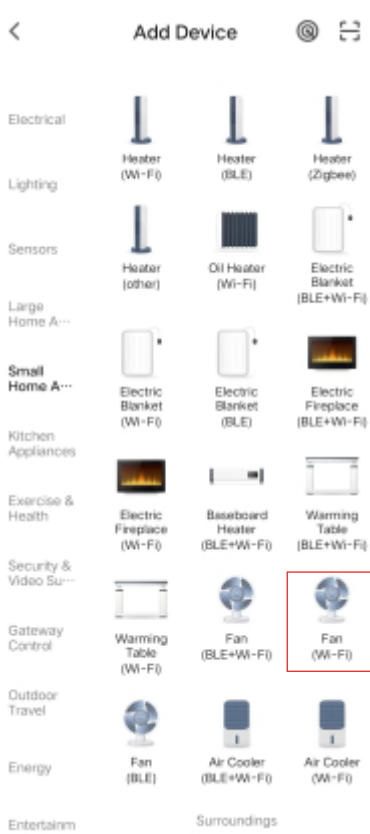 Add Device
Electrical
Lighting
Sensors
Large
Home A···
Small
Home A···
Kitchen
Appliances
Exercise &
Health
Security &
Video Su···
Gateway
Control
Outdoor
Travel
Energy
Entertainm
Heater
(Wi-Fi)
Heater
(BLE)
Heater
(Zigbee)
Heater
(other)
Oil Heater
(Wi-Fi)
Electric
Blanket
(BLE+Wi-Fi)
Electric
Blanket
(Wi-Fi)
Electric
Blanket
(BLE)
Electric
Fireplace
(BLE+Wi-Fi)
Electric
Fireplace
(Wi-Fi)
Baseboard
Heater
(BLE+Wi-Fi)
Warming
Table
(BLE+Wi-Fi)
Warming
Table
(Wi-Fi)
Fan
(BLE+Wi-Fi)
Fan
(Wi-Fi)
Fan
(BLE)
Air Cooler
(BLE+Wi-Fi)
Air Cooler
(Wi-Fi)
Surroundings